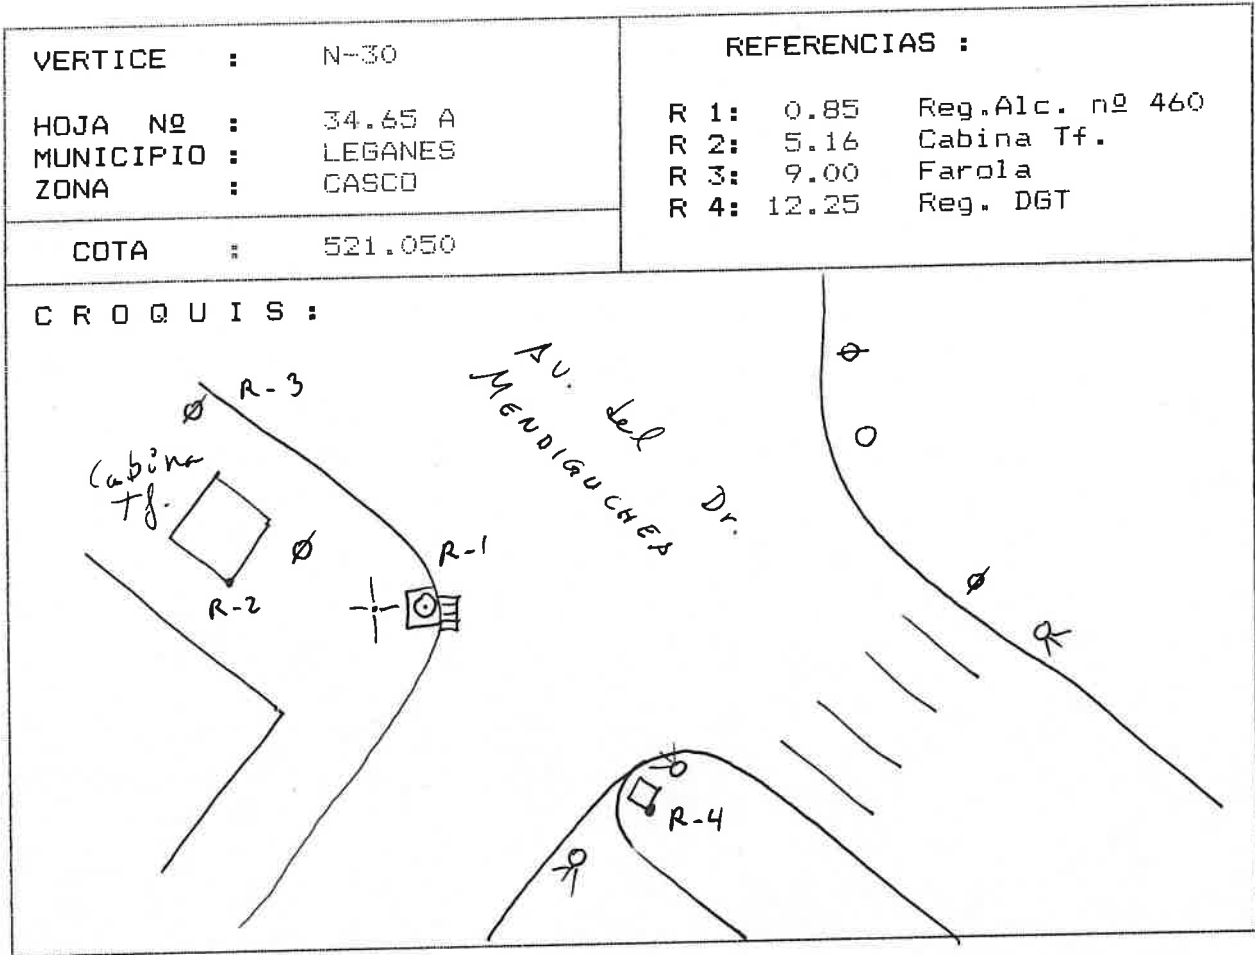 VERTICE : N-30
HOJA Nº : 34.65 A
MUNICIPIO : LEGANES
ZONA : CASCO
COTA : 521.050
REFERENCIAS :
R 1: 0.85 Reg.Alc. nº 460
R 2: 5.16 Cabina Tf.
R 3: 9.00 Farola
R 4: 12.25 Reg. DGT
C R O Q U I S :
R-3
Cabina
Tf.
R-2
R-1
Av. del Dr.
MENDIGUCHEA
R-4